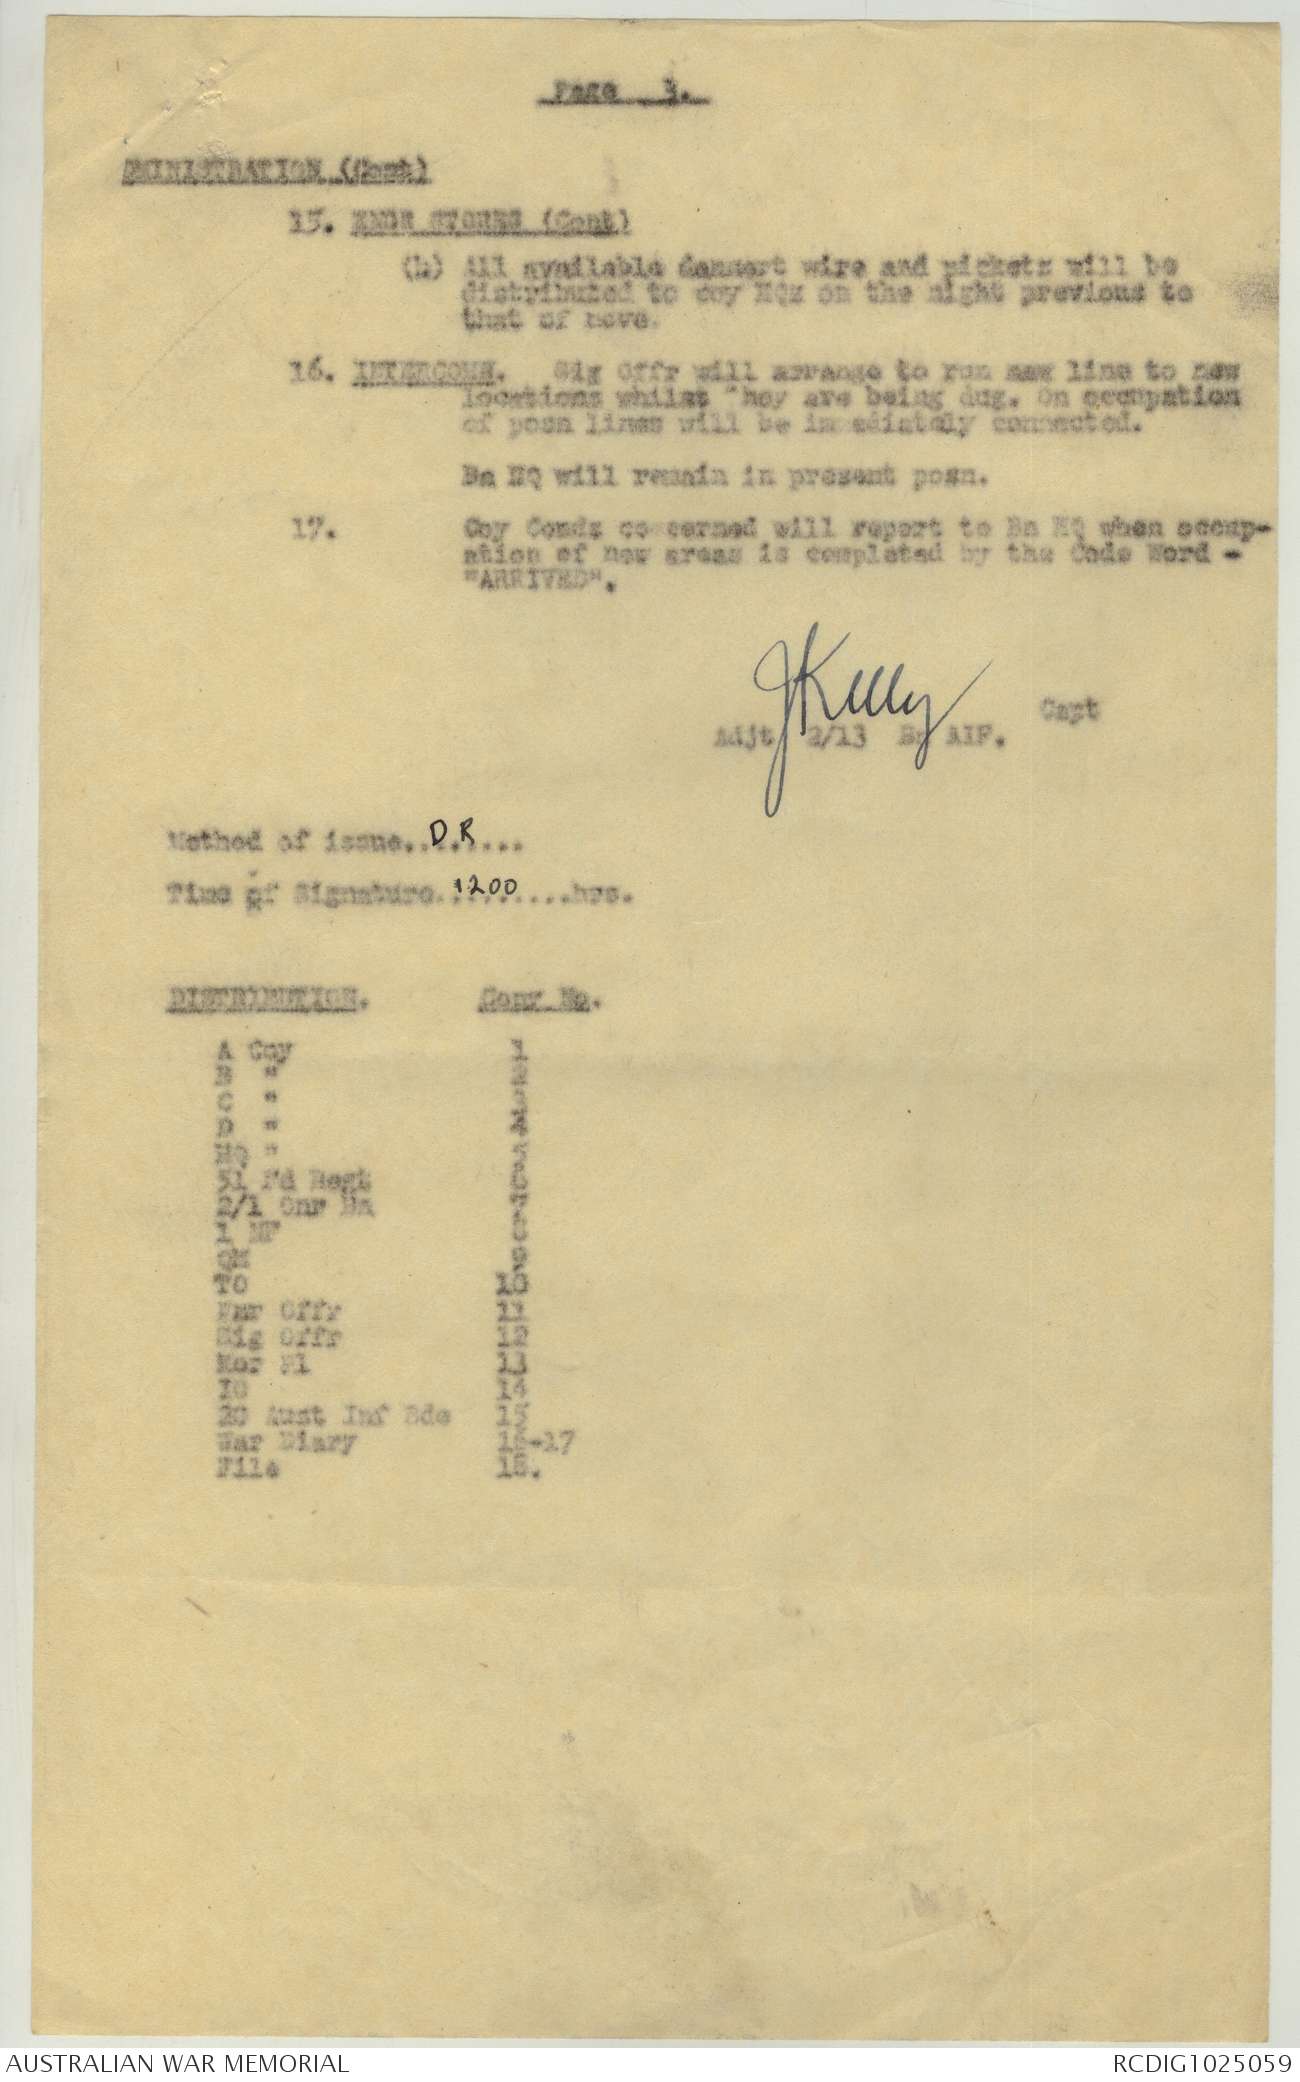 Page 3.
ADMINISTRATION (Cont)
15. ENGR STORES (Cont)
(b) All available dannert wire and pickets will be
distributed to coy HQs on the night previous to
that of move.
16. INTERCOMN. Sig Offr will arrange to run new line to new
locations whilst they are being dug. On occupation
of posn lines will be immediately connected.
Bn HQ will remain in present posn.
17. Coy Comds concerned will report to Bn HQ when occup-
ation of new areas is completed by the Code Word -
"ARRIVED".
JKelly
Capt
Adjt 2/13 Bn AIF.
Method of issue..DR......
Time of Signature..1200.......hrs.
DISTRIBUTION. Copy No.
A Coy 1
B " 2
C " 3
D " 4
HQ " 5
51 Fd Regt 6
2/1 Gnr Bn 7
1 NF 8
QM 9
TO 10
Offr 11
Sig Offr 12
Mor Pl 13
IO 14
20 Aust Inf Bde 15
War Diary 16-17
File 18.
AUSTRALIAN WAR MEMORIAL
RCDIG1025059